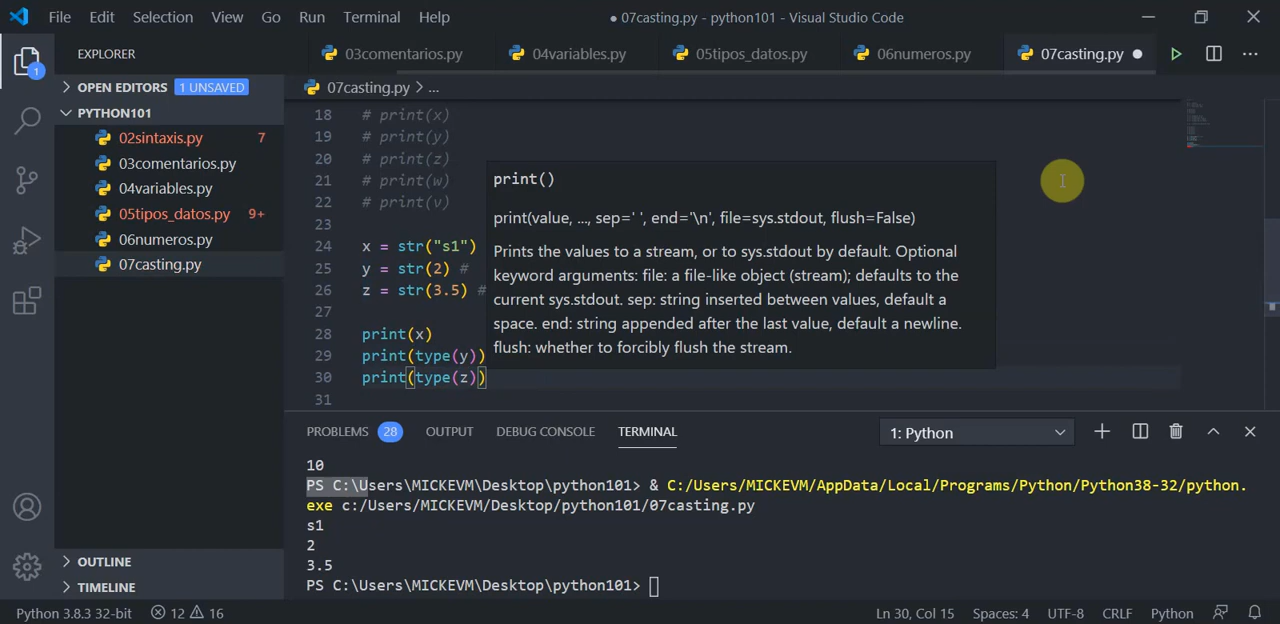 File Edit Selection View Go Run Terminal Help ● 07casting.py - python101 - Visual Studio Code
EXPLORER
03comentarios.py 04variables.py 05tipos_datos.py 06numeros.py 07casting.py ●
OPEN EDITORS 1 UNSAVED
PYTHON101
02sintaxis.py 7
03comentarios.py
04variables.py
05tipos_datos.py 9+
06numeros.py
07casting.py
OUTLINE
TIMELINE
1
07casting.py > ...
18 # print(x)
19 # print(y)
20 # print(z)
21 # print(w)
22 # print(v)
23
24 x = str("s1")
25 y = str(2) #
26 z = str(3.5) #
27
28 print(x)
29 print(type(y))
30 print(type(z))
31
print()
print(value, ..., sep=' ', end='\n', file=sys.stdout, flush=False)
Prints the values to a stream, or to sys.stdout by default. Optional
keyword arguments: file: a file-like object (stream); defaults to the
current sys.stdout. sep: string inserted between values, default a
space. end: string appended after the last value, default a newline.
flush: whether to forcibly flush the stream.
PROBLEMS 28 OUTPUT DEBUG CONSOLE TERMINAL 1: Python
10
PS C:\Users\MICKEVM\Desktop\python101> & C:/Users/MICKEVM/AppData/Local/Programs/Python/Python38-32/python.
exe c:/Users/MICKEVM/Desktop/python101/07casting.py
s1
2
3.5
PS C:\Users\MICKEVM\Desktop\python101>
Python 3.8.3 32-bit 12 16 Ln 30, Col 15 Spaces: 4 UTF-8 CRLF Python